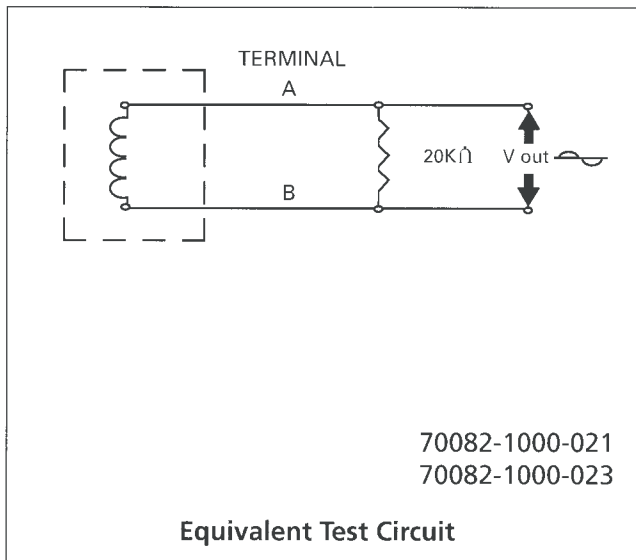 TERMINAL
A
20KΩ V out
B
70082-1000-021
70082-1000-023
Equivalent Test Circuit